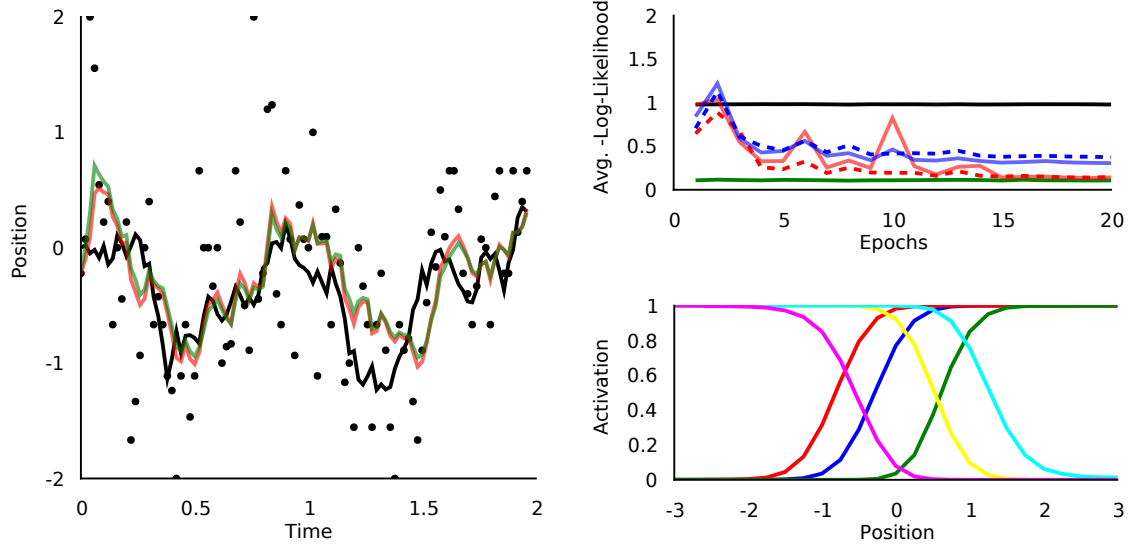 2
1
0
-1
-2
Position
0 0.5 1 1.5 2
Time
2
1.5
1
0.5
0
Avg. -Log-Likelihood
0 5 10 15 20
Epochs
1
0.8
0.6
0.4
0.2
0
Activation
-3 -2 -1 0 1 2 3
Position